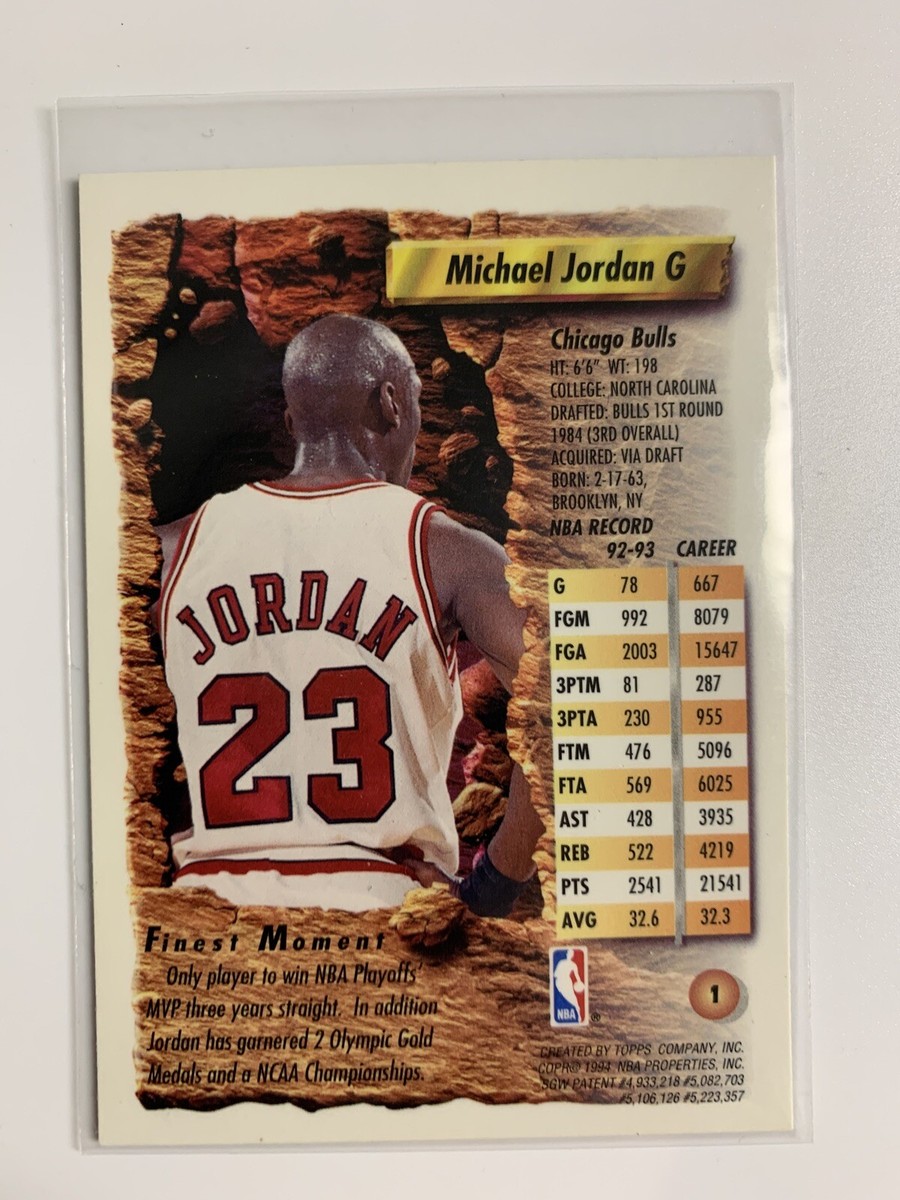 Michael Jordan G
Chicago Bulls
HT: 6'6" WT: 198
COLLEGE: NORTH CAROLINA
DRAFTED: BULLS 1ST ROUND
1984 (3RD OVERALL)
ACQUIRED: VIA DRAFT
BORN: 2-17-63,
BROOKLYN, NY
NBA RECORD
92-93 CAREER
G 78 667
FGM 992 8079
FGA 2003 15647
3PTM 81 287
3PTA 230 955
FTM 476 5096
FTA 569 6025
AST 428 3935
REB 522 4219
PTS 2541 21541
AVG 32.6 32.3
JORDAN
23
Finest Moment
Only player to win NBA Playoffs'
MVP three years straight. In addition
Jordan has garnered 2 Olympic Gold
Medals and a NCAA Championships.
NBA ®
1
CREATED BY TOPPS COMPANY, INC.
COPR© 1994 NBA PROPERTIES, INC.
SGW PATENT #4,933,218 #5,082,703
#5,106,126 #5,223,357